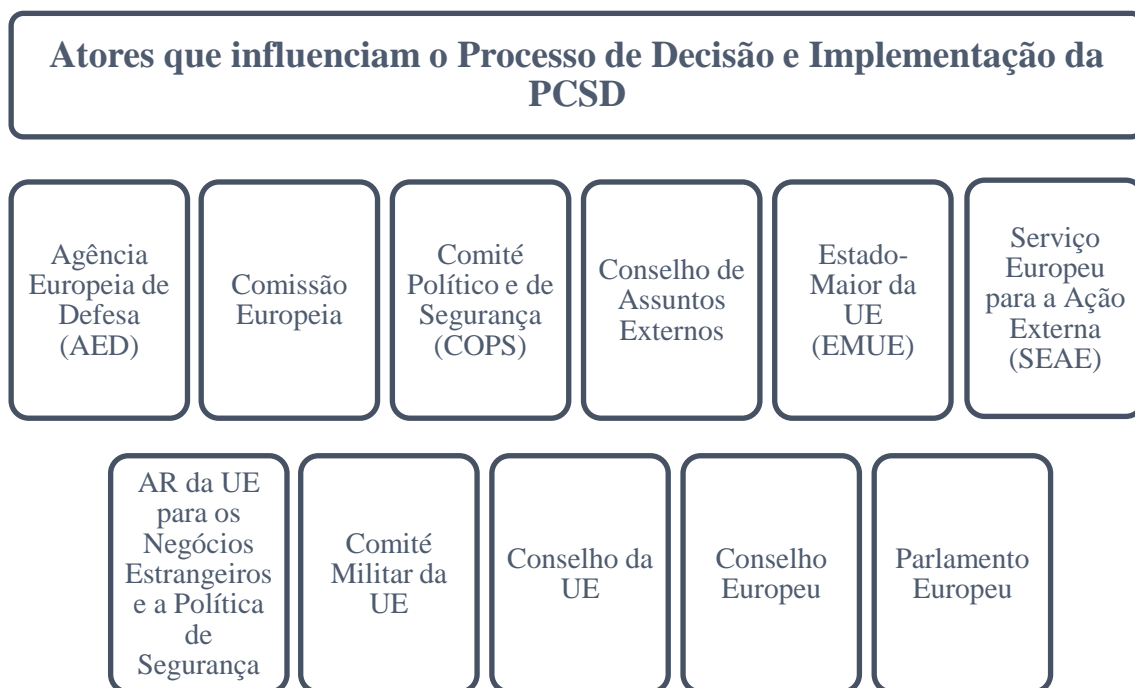 Atores que influenciam o Processo de Decisão e Implementação da
PCSD
Agência
Europeia de
Defesa
(AED)
Comissão
Europeia
Comité
Político e de
Segurança
(COPS)
Conselho de
Assuntos
Externos
Estado-
Maior da
UE
(EMUE)
Serviço
Europeu
para a Ação
Externa
(SEAE)
AR da UE
para os
Negócios
Estrangeiros
e a Política
de
Segurança
Comité
Militar da
UE
Conselho da
UE
Conselho
Europeu
Parlamento
Europeu